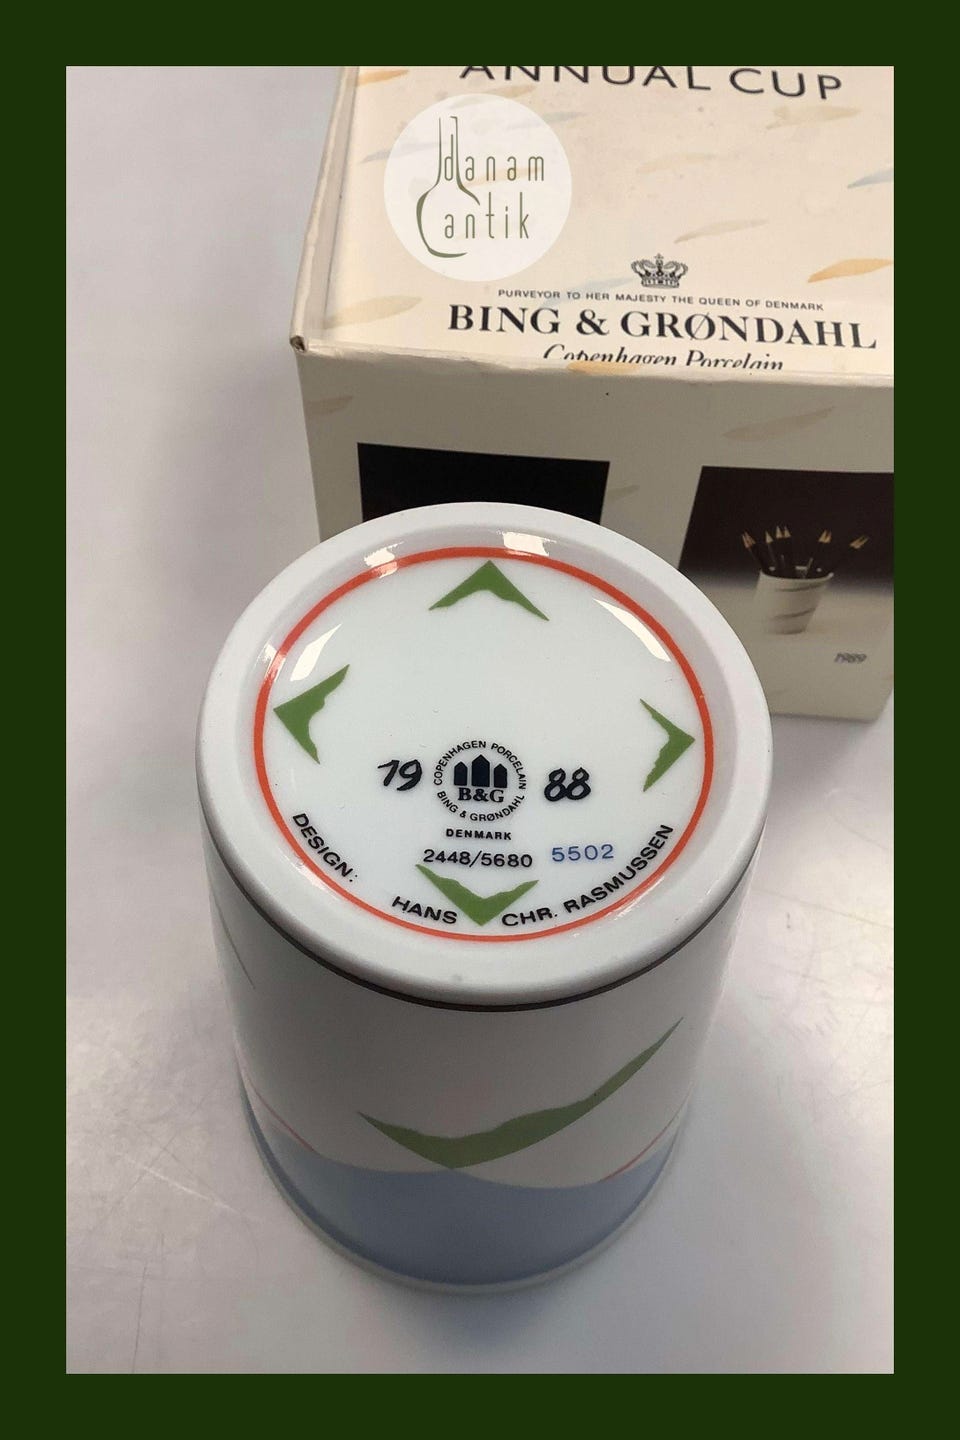 ANNUAL CUP
danam
antik
PURVEYOR TO HER MAJESTY THE QUEEN OF DENMARK
BING & GRØNDAHL
Copenhagen Porcelain
1989
COPENHAGEN PORCELAIN
19 B&G 88
BING & GRØNDAHL
DENMARK
2448/5680 5502
DESIGN: HANS CHR. RASMUSSEN